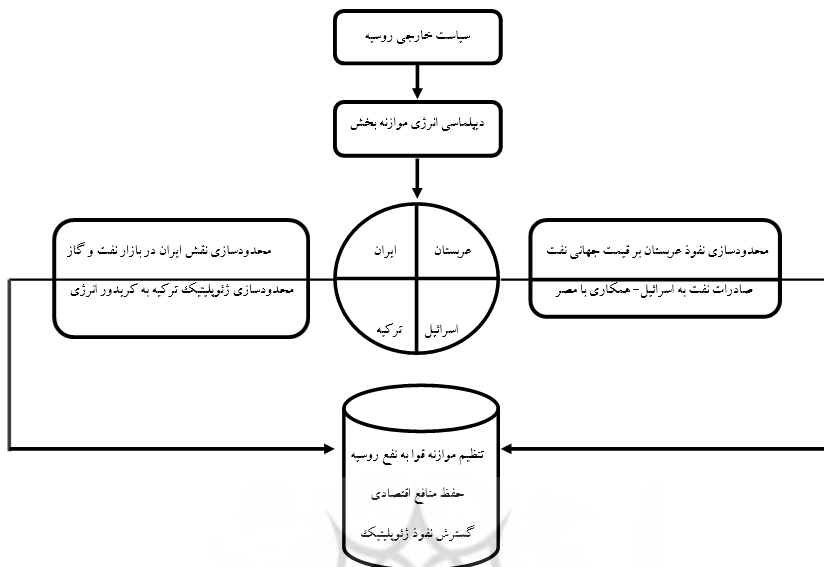 سیاست خارجی روسیه
دیپلماسی انرژی موازنه بخش
محدودسازی نفوذ عربستان بر قیمت جهانی نفت
صادرات نفت به اسرائیل- همکاری با مصر
عربستان
ایران
اسرائیل
ترکیه
محدودسازی نقش ایران در بازار نفت و گاز
محدودسازی ژئوپلیتیک ترکیه به کریدور انرژی
تنظیم موازنه قوا به نفع روسیه
حفظ منافع اقتصادی
گسترش نفوذ ژئوپلیتیک